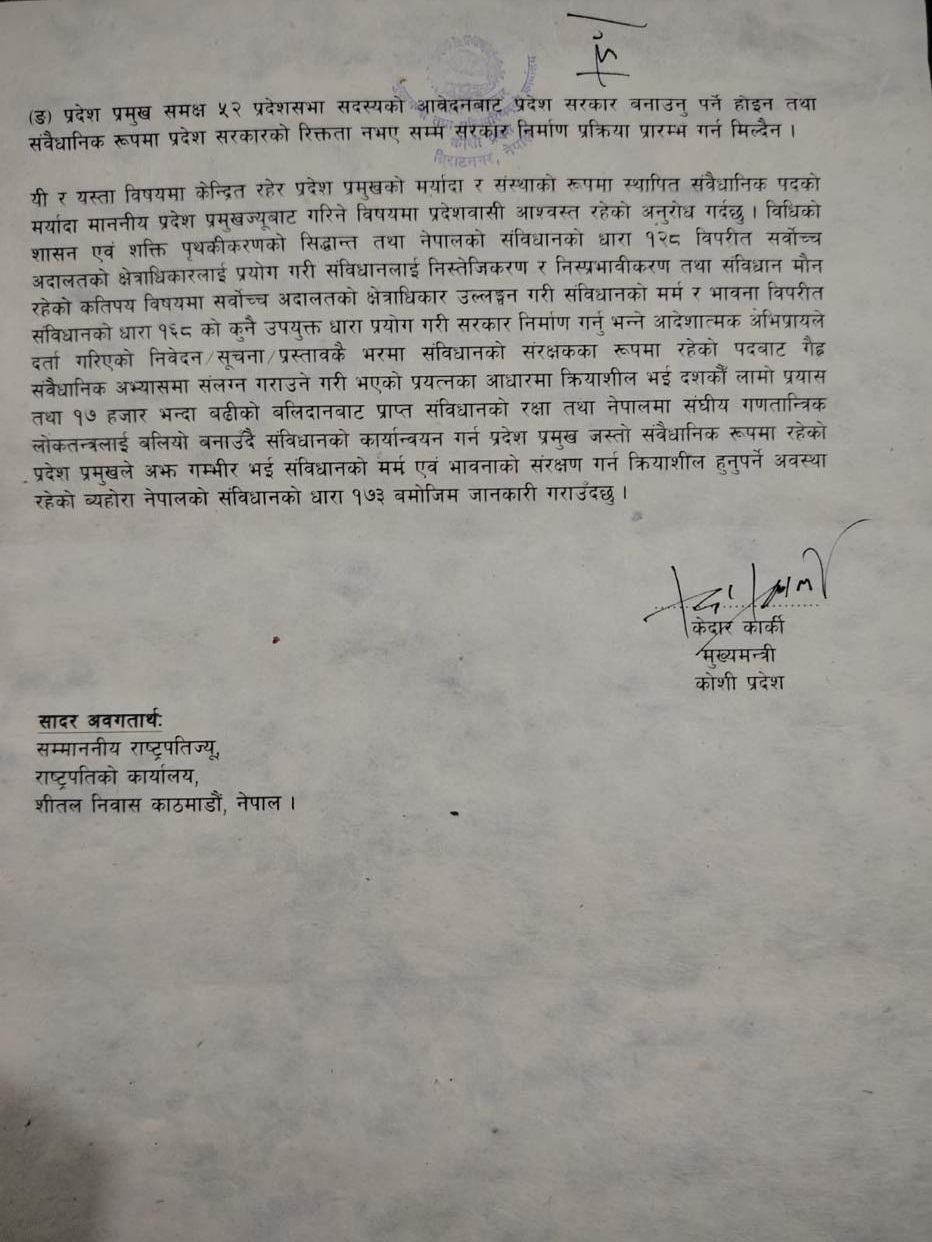 (ङ) प्रदेश प्रमुख समक्ष ५२ प्रदेशसभा सदस्यको आवेदनबाट प्रदेश सरकार बनाउनु पर्ने होइन तथा
संवैधानिक रूपमा प्रदेश सरकारको रिक्तता नभए सम्म सरकार निर्माण प्रक्रिया प्रारम्भ गर्न मिल्दैन ।
विराटनगर, नेपाल
यी र यस्ता विषयमा केन्द्रित रहेर प्रदेश प्रमुखको मर्यादा र संस्थाको रूपमा स्थापित संवैधानिक पदको
मर्यादा माननीय प्रदेश प्रमुखज्यूबाट गरिने विषयमा प्रदेशवासी आश्वस्त रहेको अनुरोध गर्दछु । विधिको
शासन एवं शक्ति पृथकीकरणको सिद्धान्त तथा नेपालको संविधानको धारा १२८ विपरीत सर्वोच्च
अदालतको क्षेत्राधिकारलाई प्रयोग गरी संविधानलाई निस्तेजिकरण र निस्प्रभावीकरण तथा संविधान मौन
रहेको कतिपय विषयमा सर्वोच्च अदालतको क्षेत्राधिकार उल्लङ्घन गरी संविधानको मर्म र भावना विपरीत
संविधानको धारा १६८ को कुनै उपयुक्त धारा प्रयोग गरी सरकार निर्माण गर्नु भन्ने आदेशात्मक अभिप्रायले
दर्ता गरिएको निवेदन/सूचना/प्रस्तावकै भरमा संविधानको संरक्षकका रूपमा रहेको पदबाट गैह्र
संवैधानिक अभ्यासमा संलग्न गराउने गरी भएको प्रयत्नका आधारमा क्रियाशील भई दशकौँ लामो प्रयास
तथा १७ हजार भन्दा बढीको बलिदानबाट प्राप्त संविधानको रक्षा तथा नेपालमा संघीय गणतान्त्रिक
लोकतन्त्रलाई बलियो बनाउँदै संविधानको कार्यान्वयन गर्न प्रदेश प्रमुख जस्तो संवैधानिक रूपमा रहेको
प्रदेश प्रमुखले अझ गम्भीर भई संविधानको मर्म एवं भावनाको संरक्षण गर्न क्रियाशील हुनुपर्ने अवस्था
रहेको ब्यहोरा नेपालको संविधानको धारा १७३ बमोजिम जानकारी गराउँदछु ।
केदार कार्की
मुख्यमन्त्री
कोशी प्रदेश
सादर अवगतार्थः
सम्माननीय राष्ट्रपतिज्यू,
राष्ट्रपतिको कार्यालय,
शीतल निवास काठमाडौं, नेपाल ।